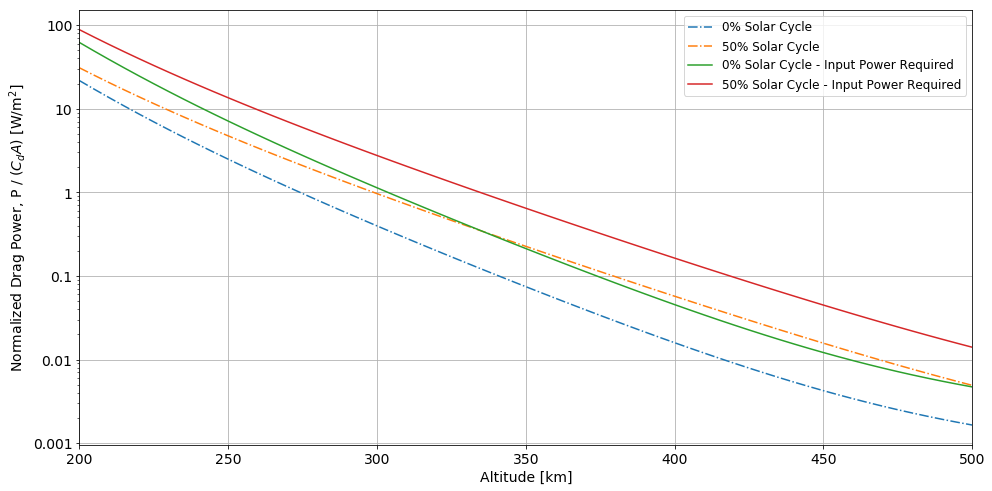 0% Solar Cycle
50% Solar Cycle
0% Solar Cycle - Input Power Required
50% Solar Cycle - Input Power Required
Normalized Drag Power, P / (C_dA) [W/m²]
100
10
1
0.1
0.01
0.001
200 250 300 350 400 450 500
Altitude [km]